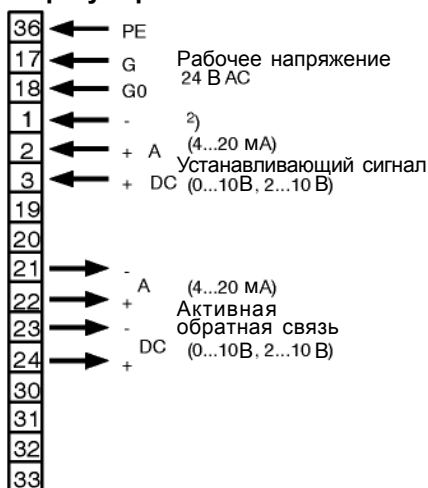 36 PE
17 G Рабочее напряжение
18 G0 24 В АС
1 - 2)
2 + A (4...20 мА)
Устанавливающий сигнал
3 + DC (0...10В, 2...10 В)
19
20
21 -
A (4...20 мА)
22 + Активная
23 - обратная связь
DC (0...10В, 2...10 В)
24 +
30
31
32
33